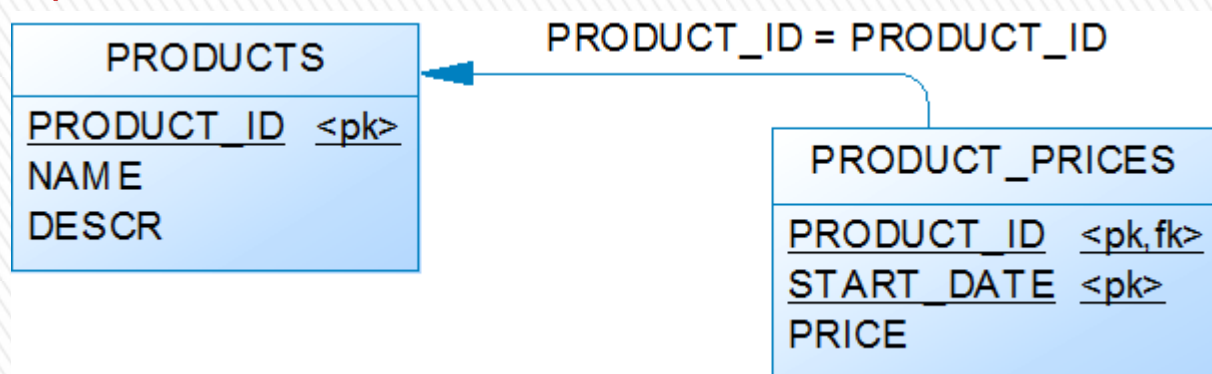 PRODUCTS
PRODUCT_ID <pk>
NAME
DESCR
PRODUCT_ID = PRODUCT_ID
PRODUCT_PRICES
PRODUCT_ID <pk,fk>
START_DATE <pk>
PRICE